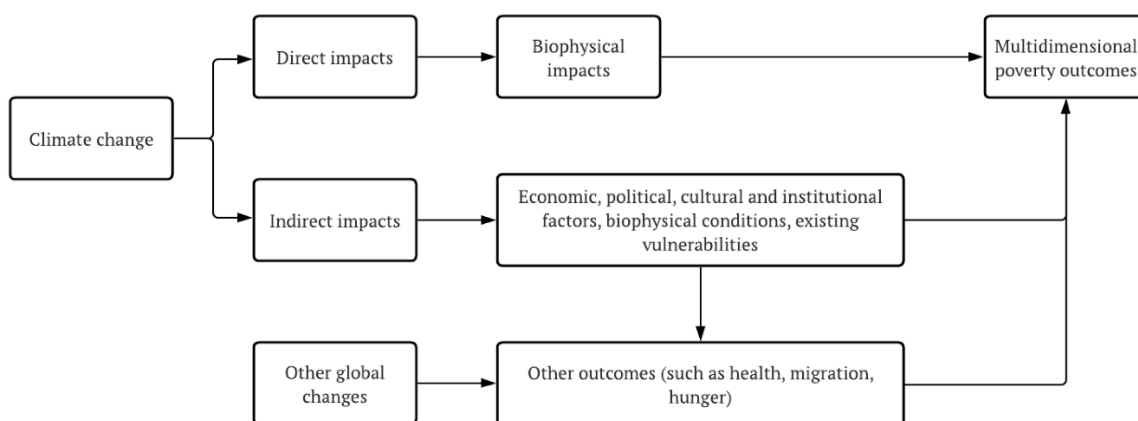 Direct impacts
Biophysical
impacts
Multidimensional
poverty outcomes
Climate change
Indirect impacts
Economic, political, cultural and institutional
factors, biophysical conditions, existing
vulnerabilities
Other global
changes
Other outcomes (such as health, migration,
hunger)